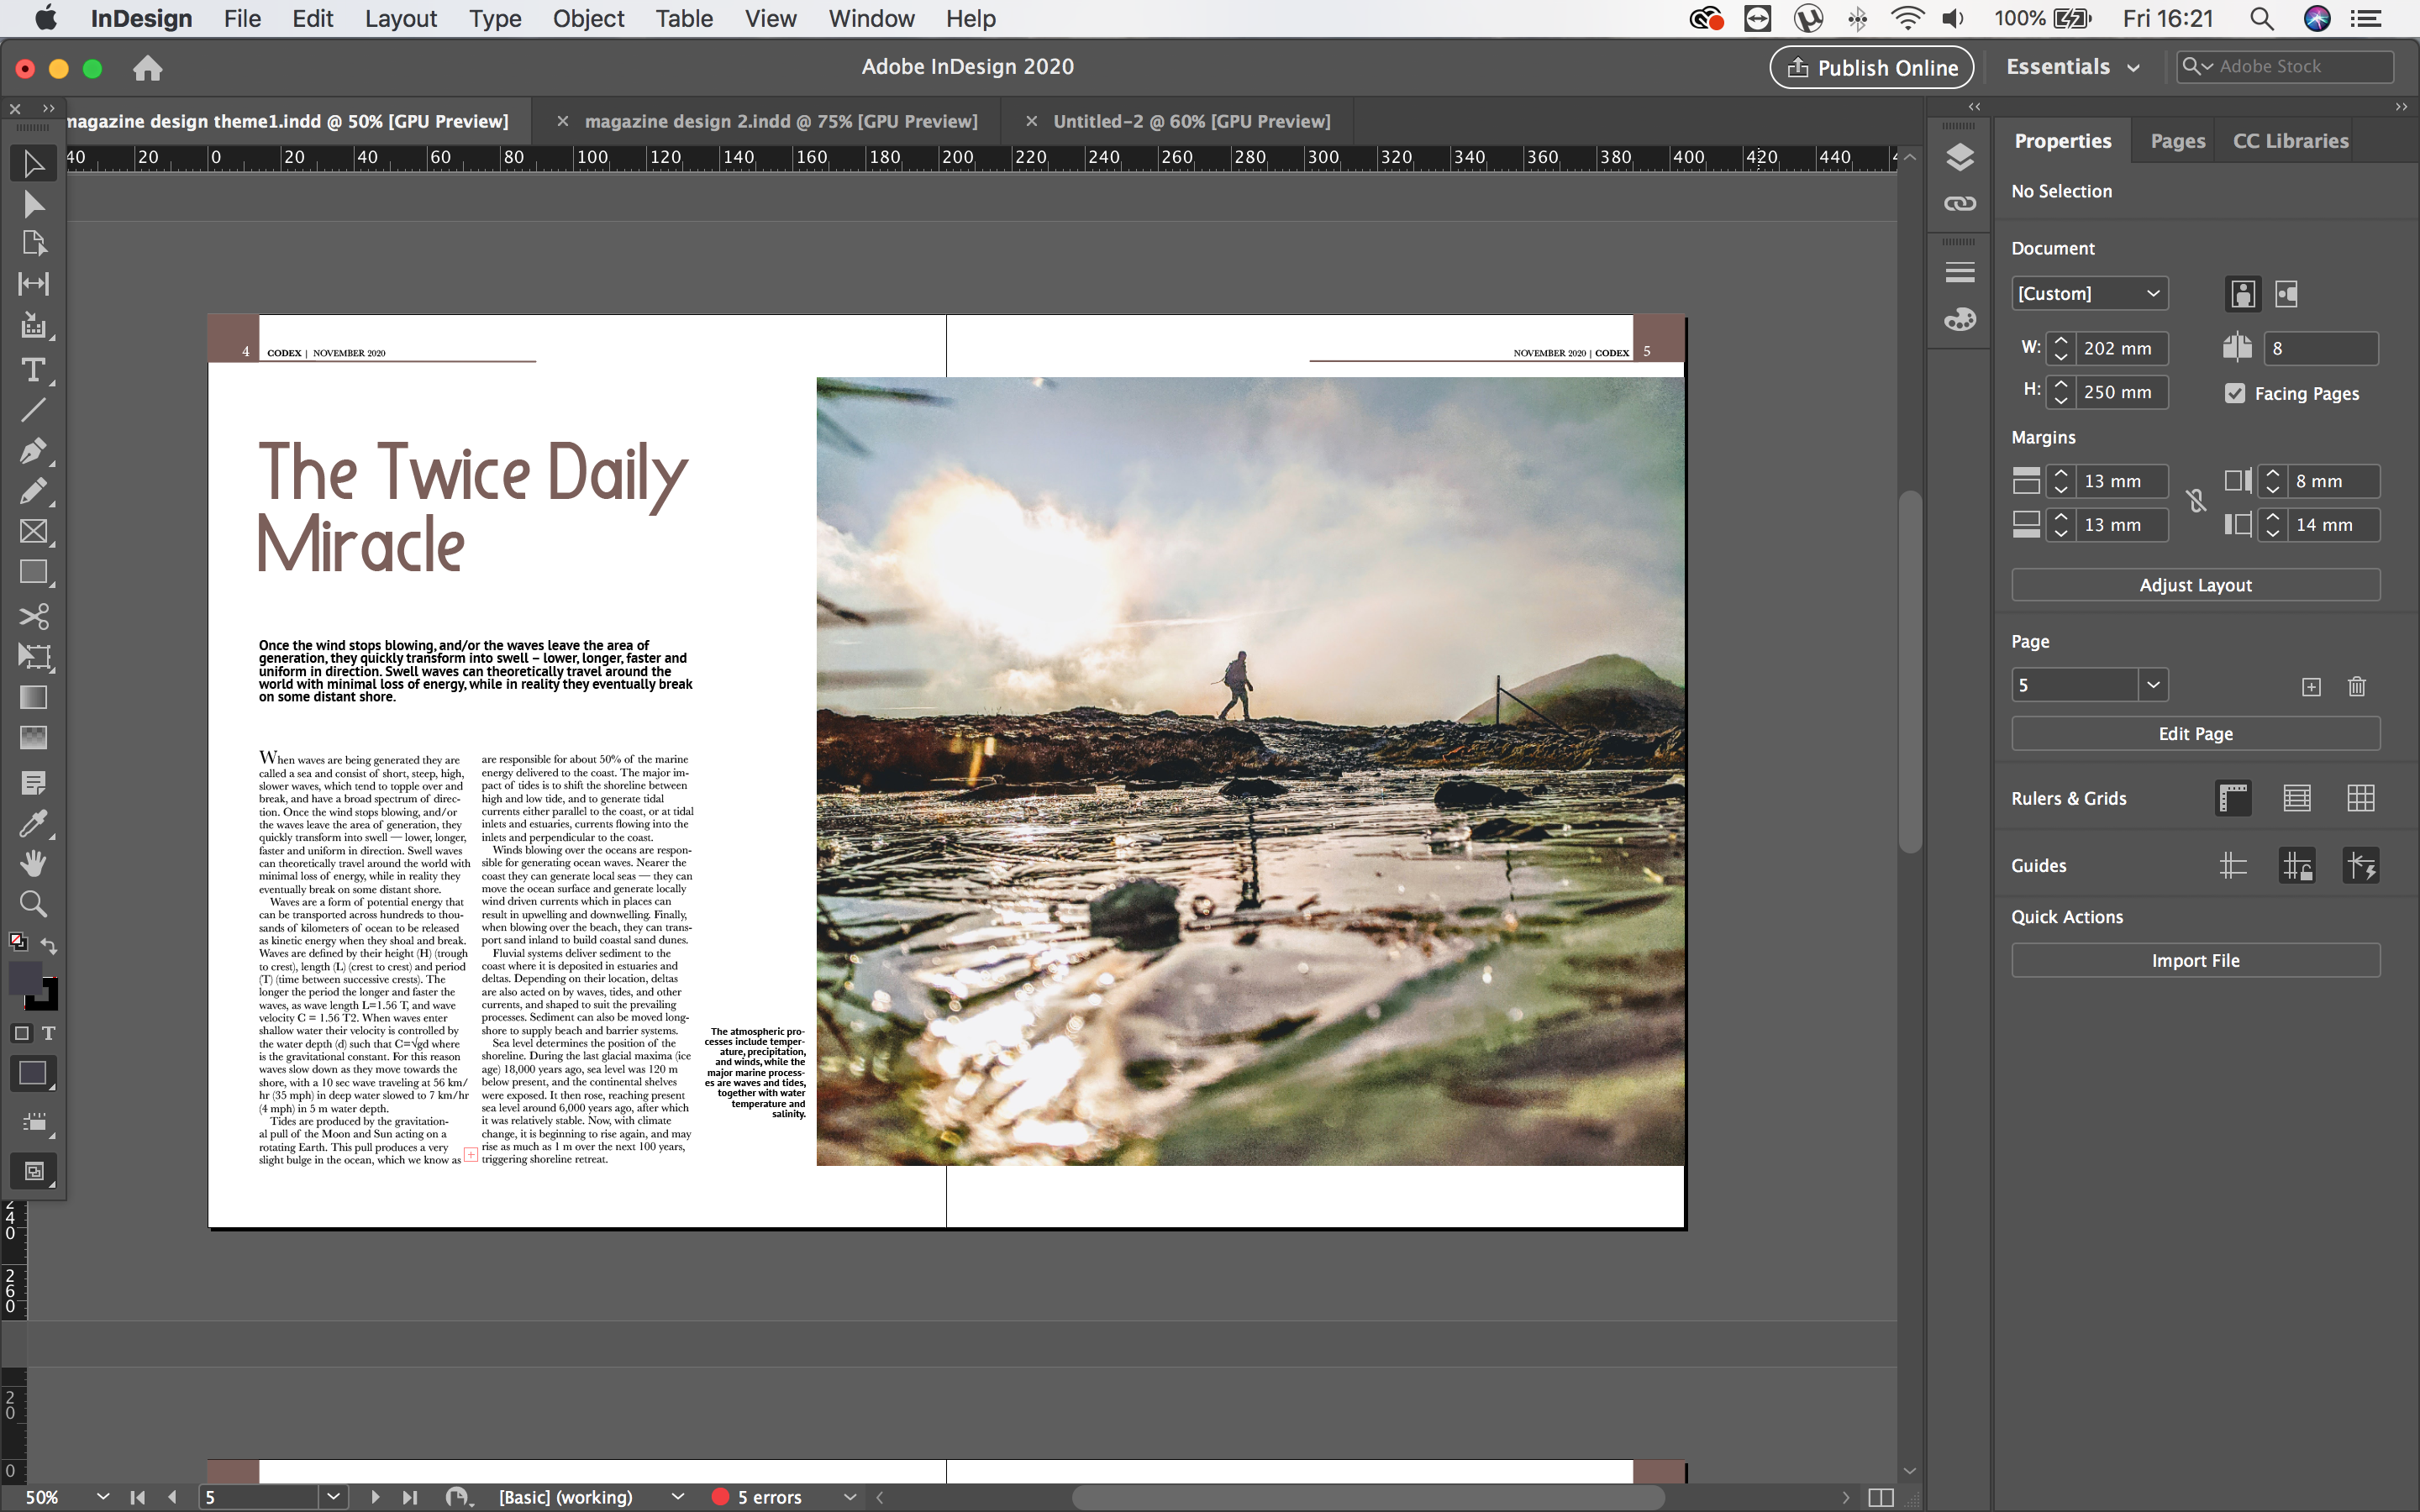 InDesign File Edit Layout Type Object Table View Window Help 100% Fri 16:21
Adobe InDesign 2020 Publish Online Essentials Adobe Stock
magazine design theme1.indd @ 50% [GPU Preview] magazine design 2.indd @ 75% [GPU Preview] Untitled-2 @ 60% [GPU Preview]
40 20 0 20 40 60 80 100 120 140 160 180 200 220 240 260 280 300 320 340 360 380 400 420 440
4 CODEX | NOVEMBER 2020
NOVEMBER 2020 | CODEX 5
The Twice Daily
Miracle
Once the wind stops blowing, and/or the waves leave the area of
generation, they quickly transform into swell – lower, longer, faster and
uniform in direction. Swell waves can theoretically travel around the
world with minimal loss of energy, while in reality they eventually break
on some distant shore.
When waves are being generated they are
called a sea and consist of short, steep, high,
slower waves, which tend to topple over and
break, and have a broad spectrum of direc-
tion. Once the wind stops blowing, and/or
the waves leave the area of generation, they
quickly transform into swell — lower, longer,
faster and uniform in direction. Swell waves
can theoretically travel around the world with
minimal loss of energy, while in reality they
eventually break on some distant shore.
Waves are a form of potential energy that
can be transported across hundreds to thou-
sands of kilometers of ocean to be released
as kinetic energy when they shoal and break.
Waves are defined by their height (H) (trough
to crest), length (L) (crest to crest) and period
(T) (time between successive crests). The
longer the period the longer and faster the
waves, as wave length L=1.56 T, and wave
velocity C = 1.56 T2. When waves enter
shallow water their velocity is controlled by
the water depth (d) such that C=√gd where
is the gravitational constant. For this reason
waves slow down as they move towards the
shore, with a 10 sec wave traveling at 56 km/
hr (35 mph) in deep water slowed to 7 km/hr
(4 mph) in 5 m water depth.
Tides are produced by the gravitation-
al pull of the Moon and Sun acting on a
rotating Earth. This pull produces a very
slight bulge in the ocean, which we know as
are responsible for about 50% of the marine
energy delivered to the coast. The major im-
pact of tides is to shift the shoreline between
high and low tide, and to generate tidal
currents either parallel to the coast, or at tidal
inlets and estuaries, currents flowing into the
inlets and perpendicular to the coast.
Winds blowing over the oceans are respon-
sible for generating ocean waves. Nearer the
coast they can generate local seas — they can
move the ocean surface and generate locally
wind driven currents which in places can
result in upwelling and downwelling. Finally,
when blowing over the beach, they can trans-
port sand inland to build coastal sand dunes.
Fluvial systems deliver sediment to the
coast where it is deposited in estuaries and
deltas. Depending on their location, deltas
are also acted on by waves, tides, and other
currents, and shaped to suit the prevailing
processes. Sediment can also be moved long-
shore to supply beach and barrier systems.
Sea level determines the position of the
shoreline. During the last glacial maxima (ice
age) 18,000 years ago, sea level was 120 m
below present, and the continental shelves
were exposed. It then rose, reaching present
sea level around 6,000 years ago, after which
it was relatively stable. Now, with climate
change, it is beginning to rise again, and may
rise as much as 1 m over the next 100 years,
triggering shoreline retreat.
The atmospheric pro-
cesses include temper-
ature, precipitation,
and winds, while the
major marine process-
es are waves and tides,
together with water
temperature and
salinity.
240
260
20
0
Properties Pages CC Libraries
No Selection
Document
[Custom]
W: 202 mm 8
H: 250 mm Facing Pages
Margins
13 mm 8 mm
13 mm 14 mm
Adjust Layout
Page
5
Edit Page
Rulers & Grids
Guides
Quick Actions
Import File
50% 5 [Basic] (working) 5 errors